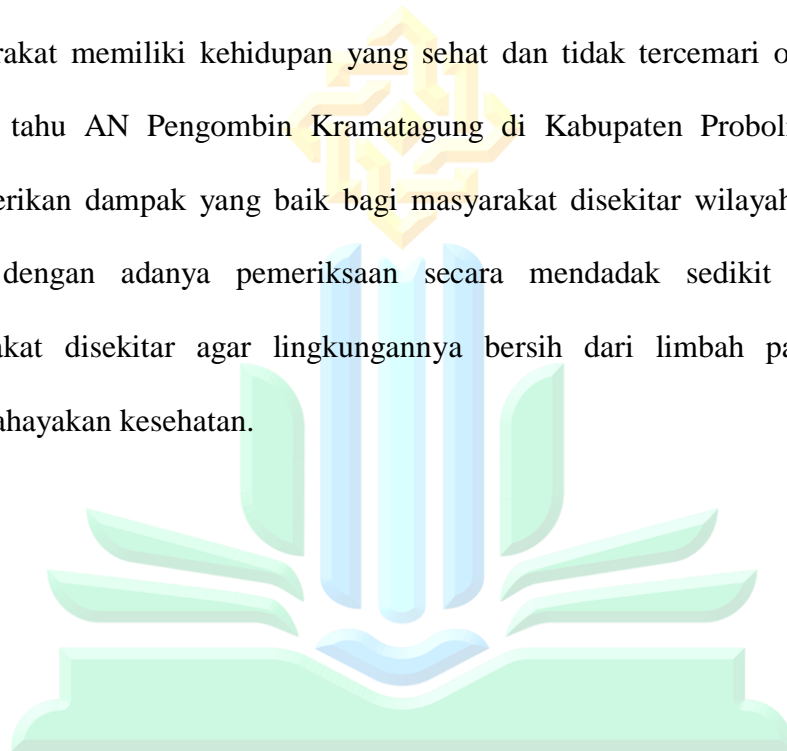 rakat memiliki kehidupan yang sehat dan tidak tercemari o
tahu AN Pengombin Kramatagung di Kabupaten Probol
erikan dampak yang baik bagi masyarakat disekitar wilayah
dengan adanya pemeriksaan secara mendadak sedikit
akat disekitar agar lingkungannya bersih dari limbah pa
ahayakan kesehatan.